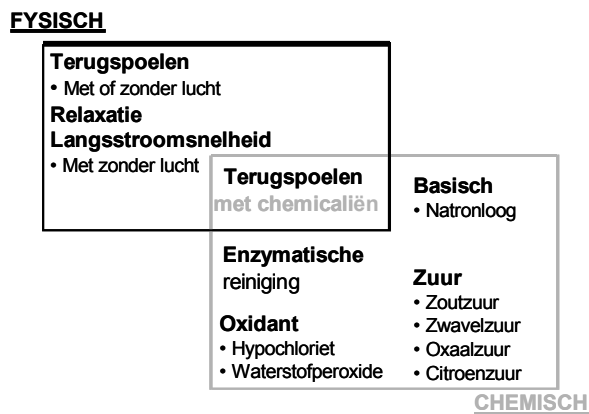 FYSISCH
Terugspoelen
• Met of zonder lucht
Relaxatie
Langsstroomsnelheid
• Met zonder lucht
Terugspoelen
met chemicaliën
Enzymatische
reiniging
Oxidant
• Hypochloriet
• Waterstofperoxide
Basisch
• Natronloog
Zuur
• Zoutzuur
• Zwavelzuur
• Oxaalzuur
• Citroenzuur
CHEMISCH